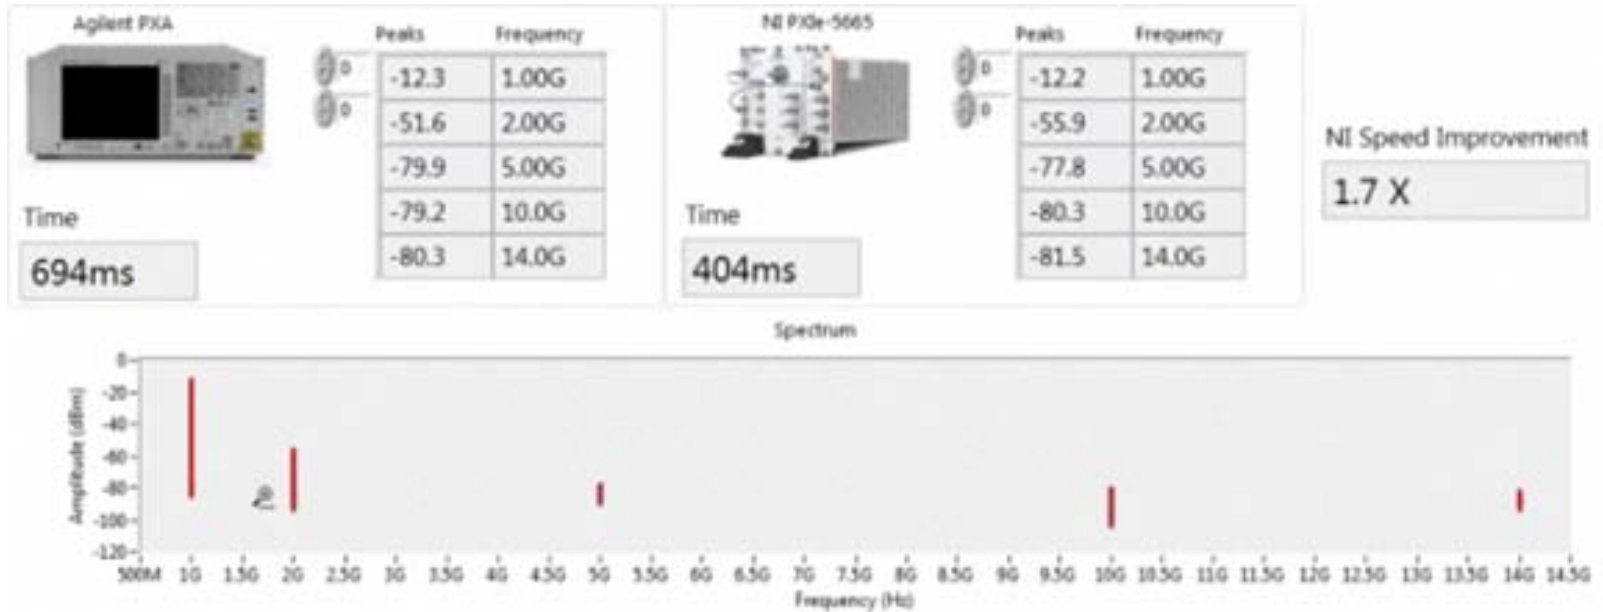 Agilent PXA
Peaks Frequency
0 -12.3 1.00G
0 -51.6 2.00G
-79.9 5.00G
-79.2 10.0G
-80.3 14.0G
Time
694ms
NI PXIe-5665
Peaks Frequency
0 -12.2 1.00G
0 -55.9 2.00G
-77.8 5.00G
-80.3 10.0G
-81.5 14.0G
Time
404ms
NI Speed Improvement
1.7 X
Spectrum
Amplitude (dBm)
0
-20
-40
-60
-80
-100
-120
500M 1G 1.5G 2G 2.5G 3G 3.5G 4G 4.5G 5G 5.5G 6G 6.5G 7G 7.5G 8G 8.5G 9G 9.5G 10G 10.5G 11G 11.5G 12G 12.5G 13G 13.5G 14G 14.5G
Frequency (Hz)